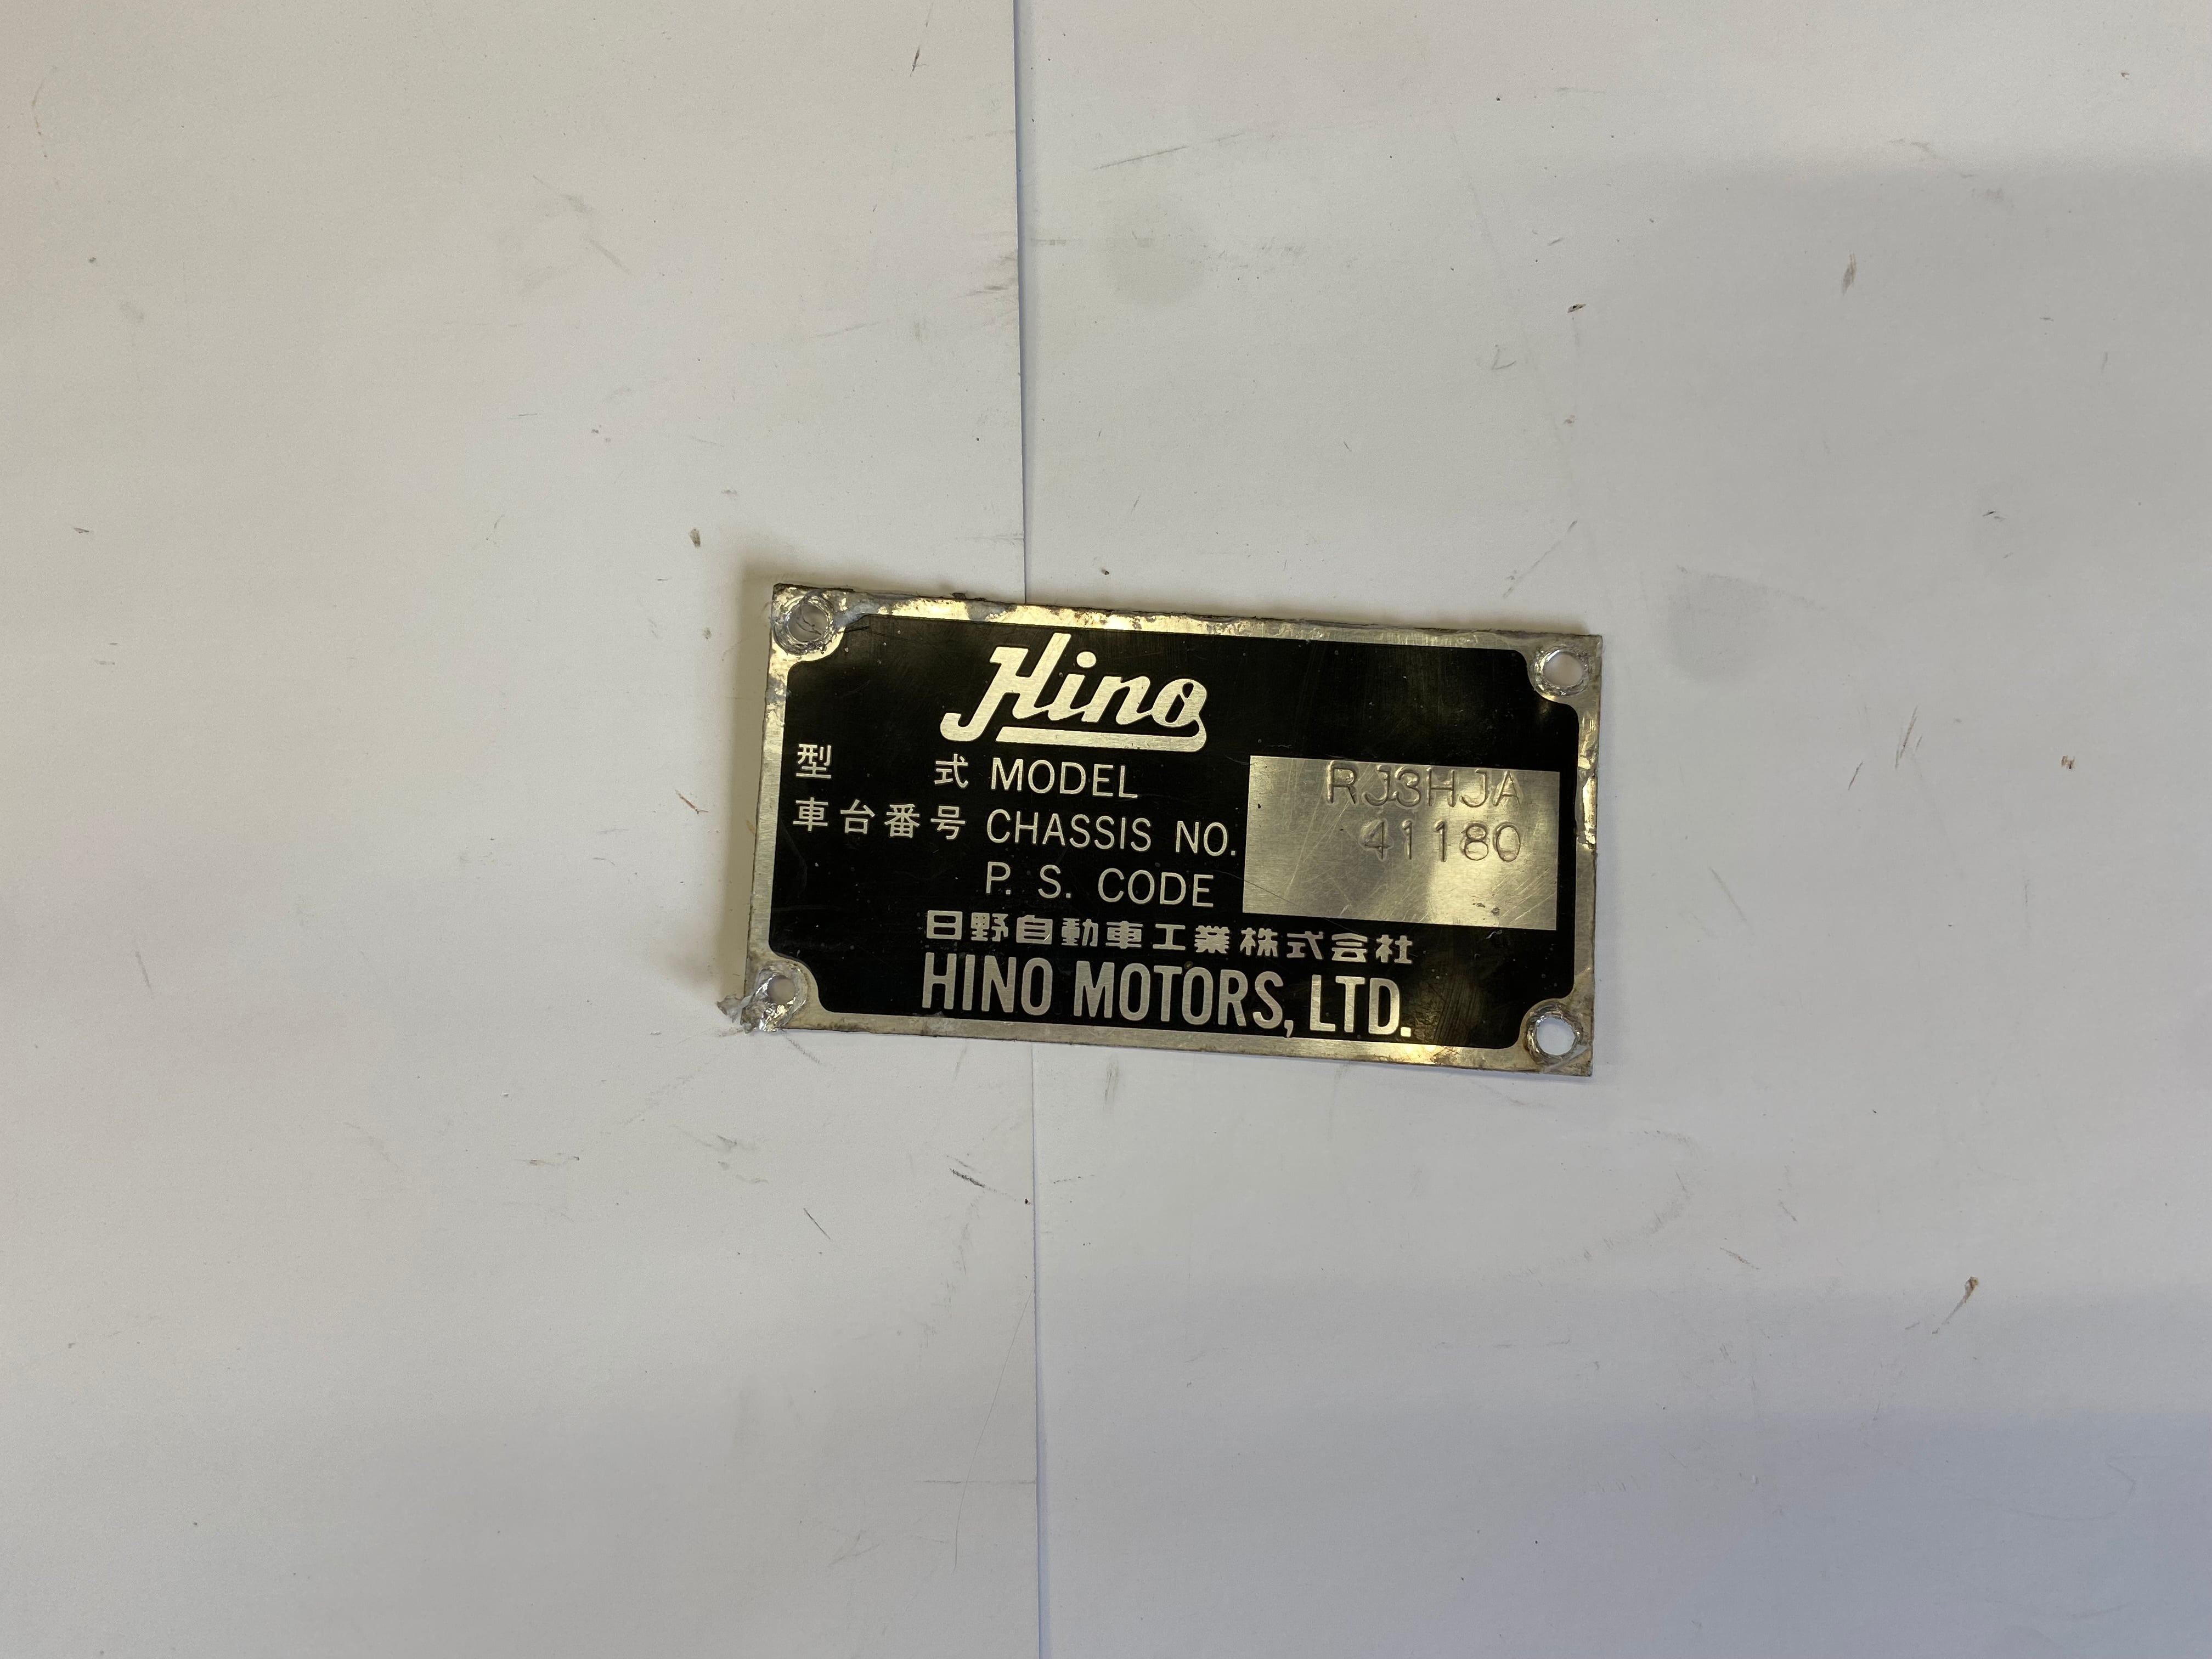 Hino
型 式 MODEL RJ3HJA
車台番号 CHASSIS NO. 41180
P. S. CODE
日野自動車工業株式会社
HINO MOTORS, LTD.